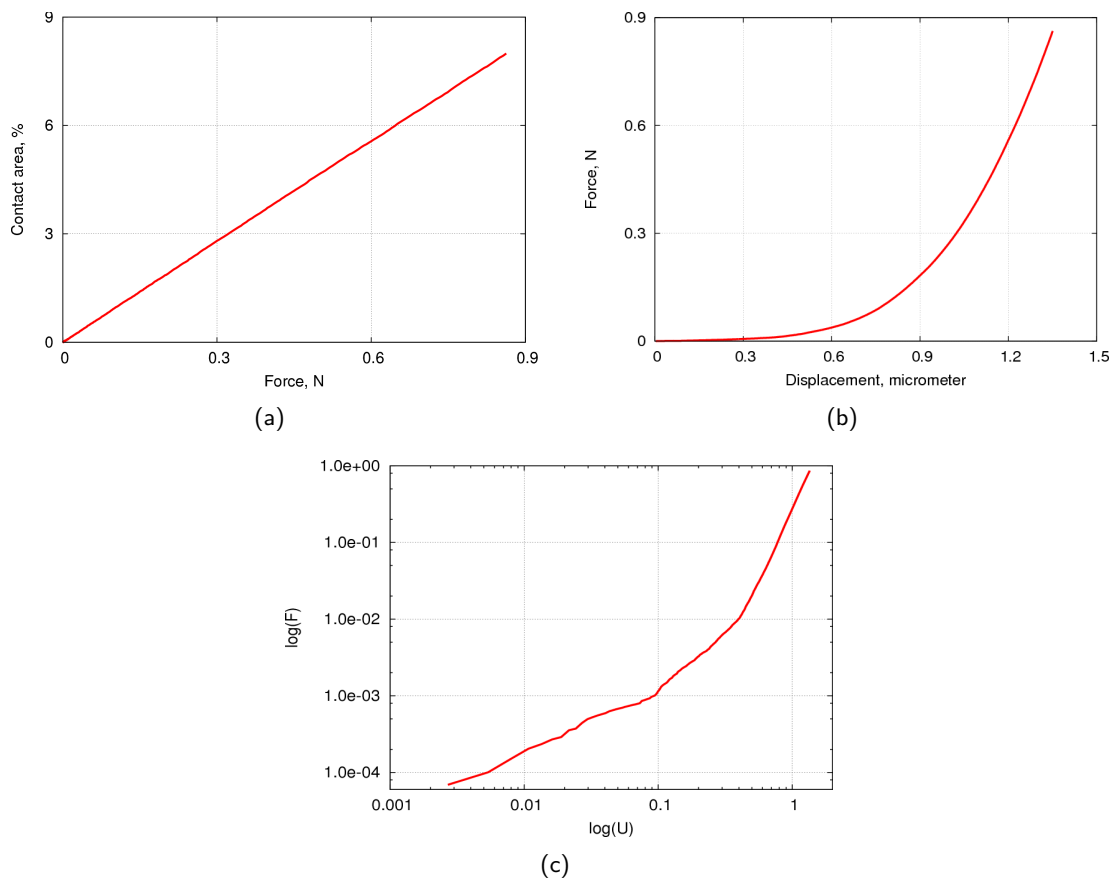 9
6
3
0
0
0.3
0.6
0.9
Contact area, %
Force, N
(a)
0.9
0.6
0.3
0
0
0.3
0.6
0.9
1.2
1.5
Force, N
Displacement, micrometer
(b)
1.0e+00
1.0e-01
1.0e-02
1.0e-03
1.0e-04
0.001
0.01
0.1
1
log(F)
log(U)
(c)